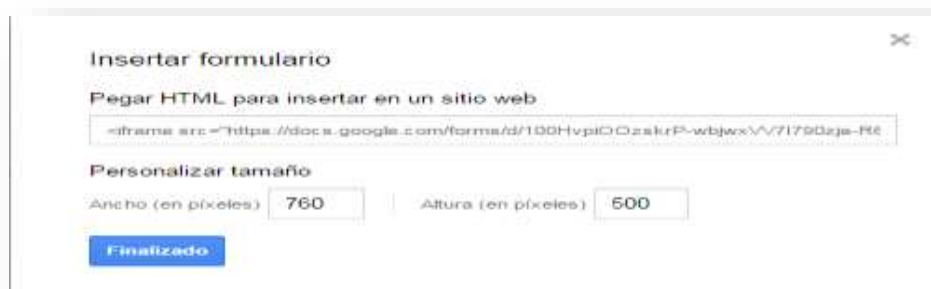 Insertar formulario
Pegar HTML para insertar en un sitio web
<iframe src="https://docs.google.com/forms/d/
Personalizar tamaño
Ancho (en píxeles) 760 Altura (en píxeles) 500
Finalizado